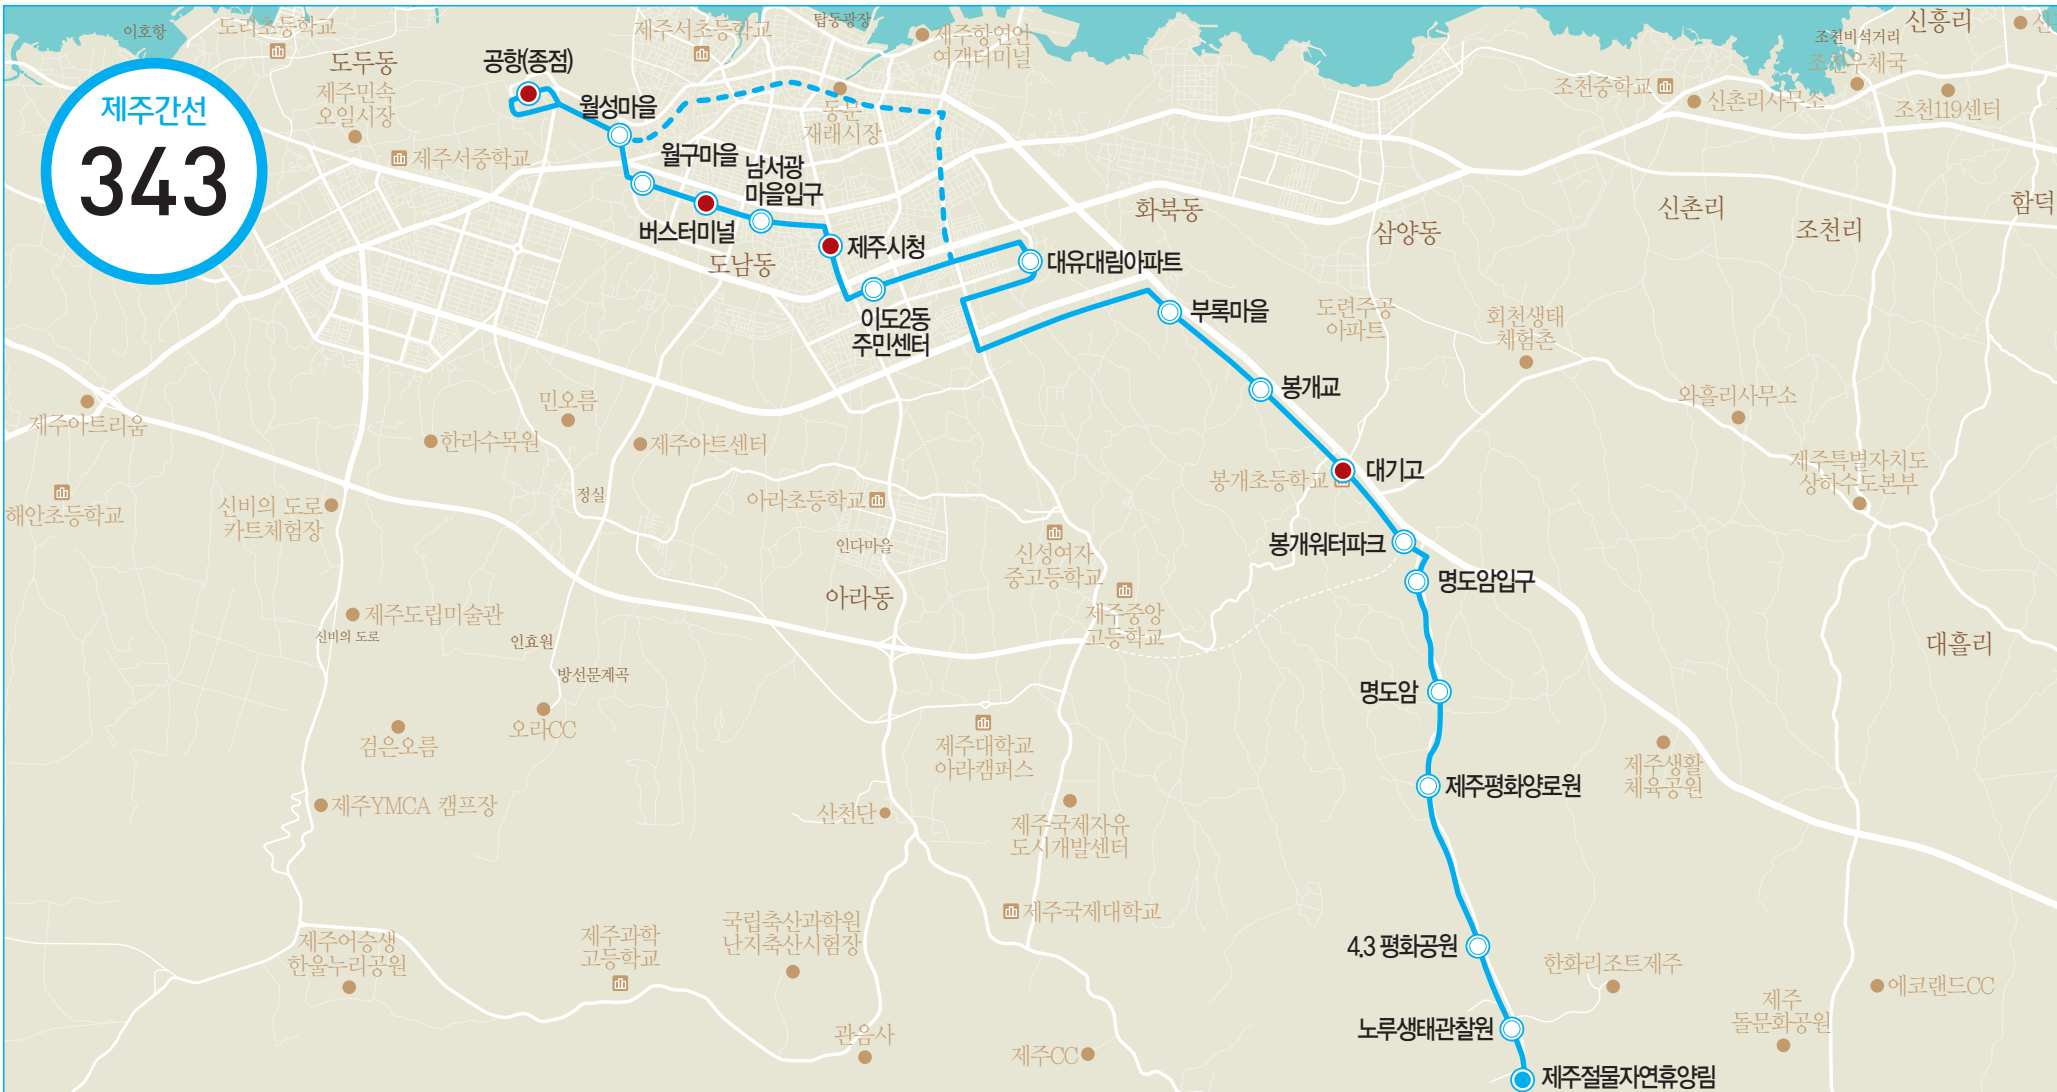 제주간선
343
이호항
도리초등학교
도두동
제주민속
오일시장
제주서중학교
공항(종점)
월성마을
제주서초등학교
탑동광장
제주항연안
여객터미널
동문
재래시장
월구마을
남서광
마을입구
버스터미널
도남동
제주시청
이도2동
주민센터
대유대림아파트
화북동
부록마을
삼양동
도련주공
아파트
봉개교
조천중학교
신촌리사무소
조천비석거리
조천우체국
신흥리
신
조천119센터
신촌리
조천리
함덕
회천생태
체험촌
와흘리사무소
제주특별자치도
상하수도본부
대흘리
제주아트리움
해안초등학교
한라수목원
민오름
제주아트센터
신비의 도로
카트체험장
정실
아라초등학교
인다마을
아라동
신성여자
중고등학교
제주중앙
고등학교
봉개초등학교
대기고
봉개워터파크
명도암입구
명도암
제주평화양로원
제주도립미술관
신비의 도로
인효원
방선문계곡
오라CC
검은오름
제주YMCA 캠프장
제주대학교
아라캠퍼스
산천단
제주국제자유
도시개발센터
제주국제대학교
제주생활
체육공원
제주어승생
한울누리공원
제주과학
고등학교
국립축산과학원
난지축산시험장
관음사
제주CC
4.3 평화공원
노루생태관찰원
제주절물자연휴양림
한화리조트제주
제주
돌문화공원
에코랜드CC